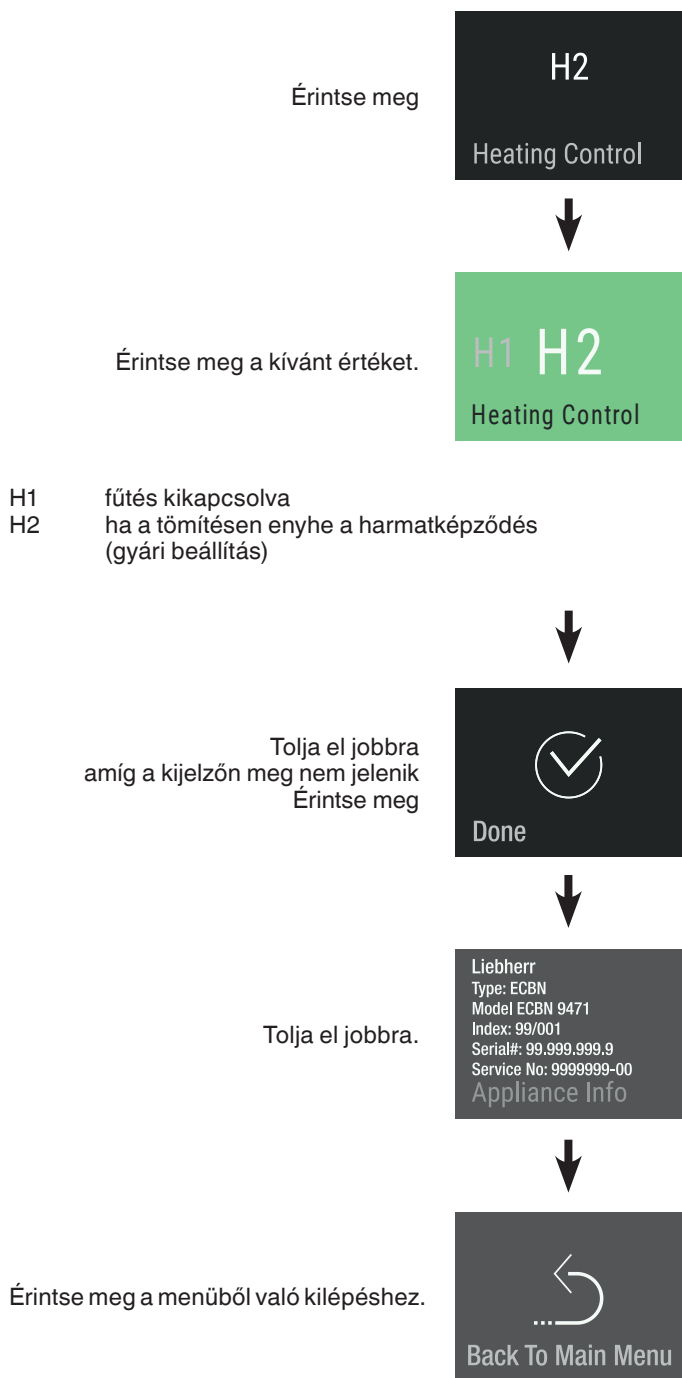 H2
Érintse meg
Heating Control
H1 H2
Érintse meg a kívánt értéket.
Heating Control
H1 fűtés kikapcsolva
H2 ha a tömítésen enyhe a harmatképződés
(gyári beállítás)
Tolja el jobbra
amíg a kijelzőn meg nem jelenik
Érintse meg
Done
Liebherr
Type: ECBN
Model ECBN 9471
Index: 99/001
Serial#: 99.999.999.9
Service No: 9999999-00
Appliance Info
Tolja el jobbra.
Érintse meg a menüből való kilépéshez.
Back To Main Menu